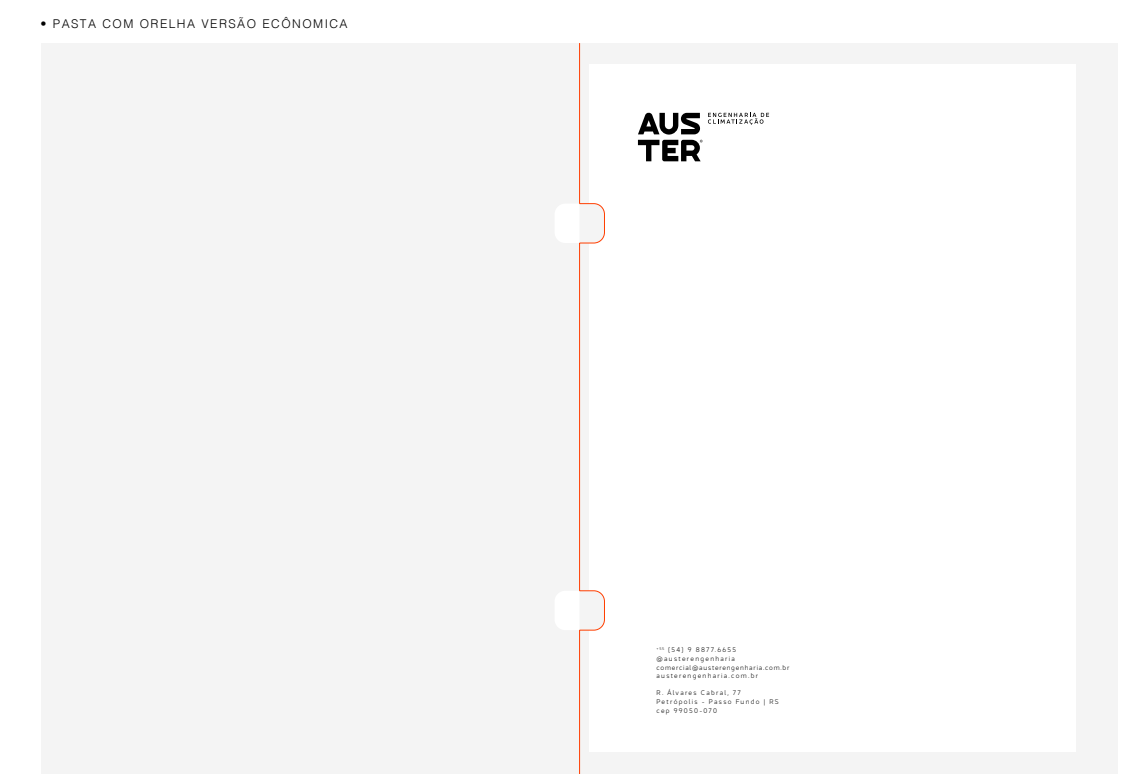 • PASTA COM ORELHA VERSÃO ECÔNOMICA
AUS
TER
ENGENHARIA DE
CLIMATIZAÇÃO
+55 (54) 9 8877.6655
@austerengenharia
comercial@austerengenharia.com.br
austerengenharia.com.br
R. Álvares Cabral, 77
Petrópolis - Passo Fundo | RS
cep 99050-070